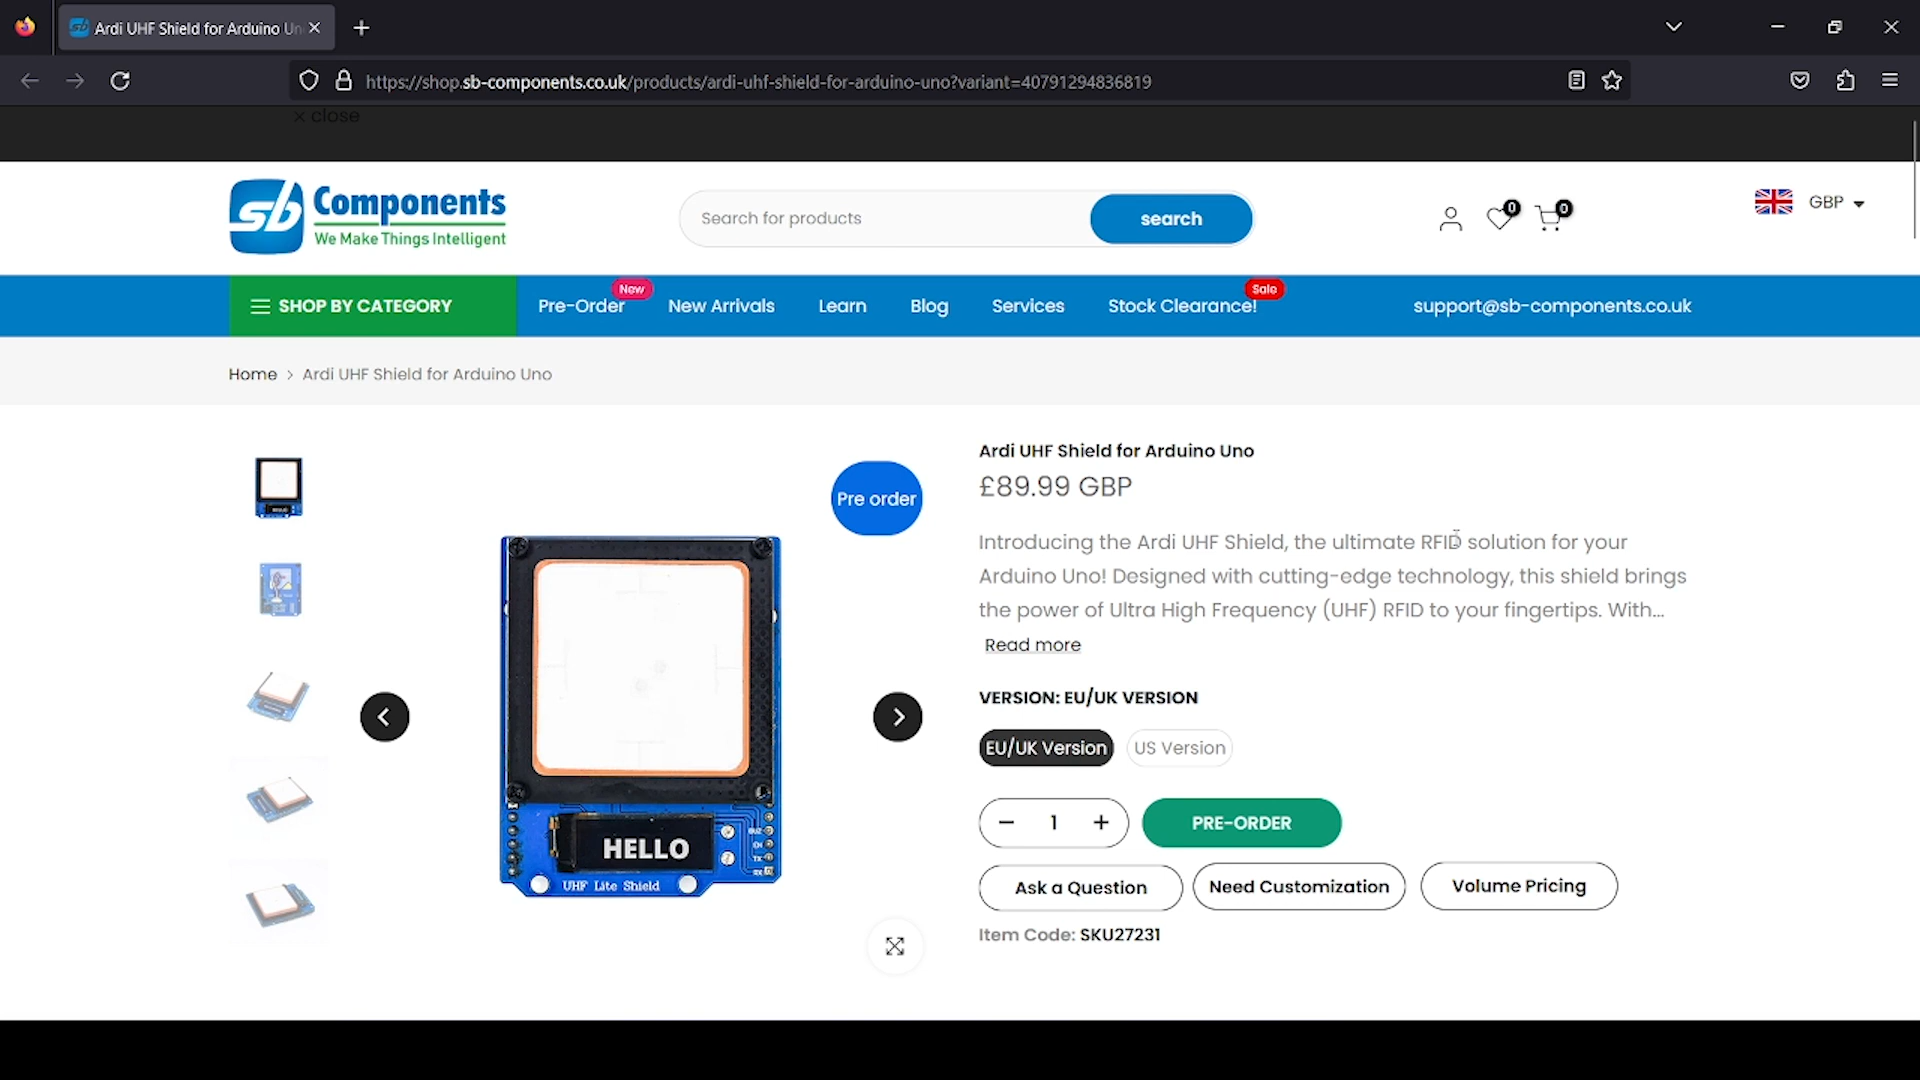 Ardi UHF Shield for Arduino Un
https://shop.sb-components.co.uk/products/ardi-uhf-shield-for-arduino-uno?variant=40791294836819
× close
sb Components
We Make Things Intelligent
Search for products
search
0
0
GBP
SHOP BY CATEGORY
Pre-Order
New
New Arrivals
Learn
Blog
Services
Stock Clearance!
Sale
support@sb-components.co.uk
Home > Ardi UHF Shield for Arduino Uno
Pre order
HELLO
UHF Lite Shield
TX
Ardi UHF Shield for Arduino Uno
£89.99 GBP
Introducing the Ardi UHF Shield, the ultimate RFID solution for your
Arduino Uno! Designed with cutting-edge technology, this shield brings
the power of Ultra High Frequency (UHF) RFID to your fingertips. With...
Read more
VERSION: EU/UK VERSION
EU/UK Version
US Version
− 1 +
PRE-ORDER
Ask a Question
Need Customization
Volume Pricing
Item Code: SKU27231